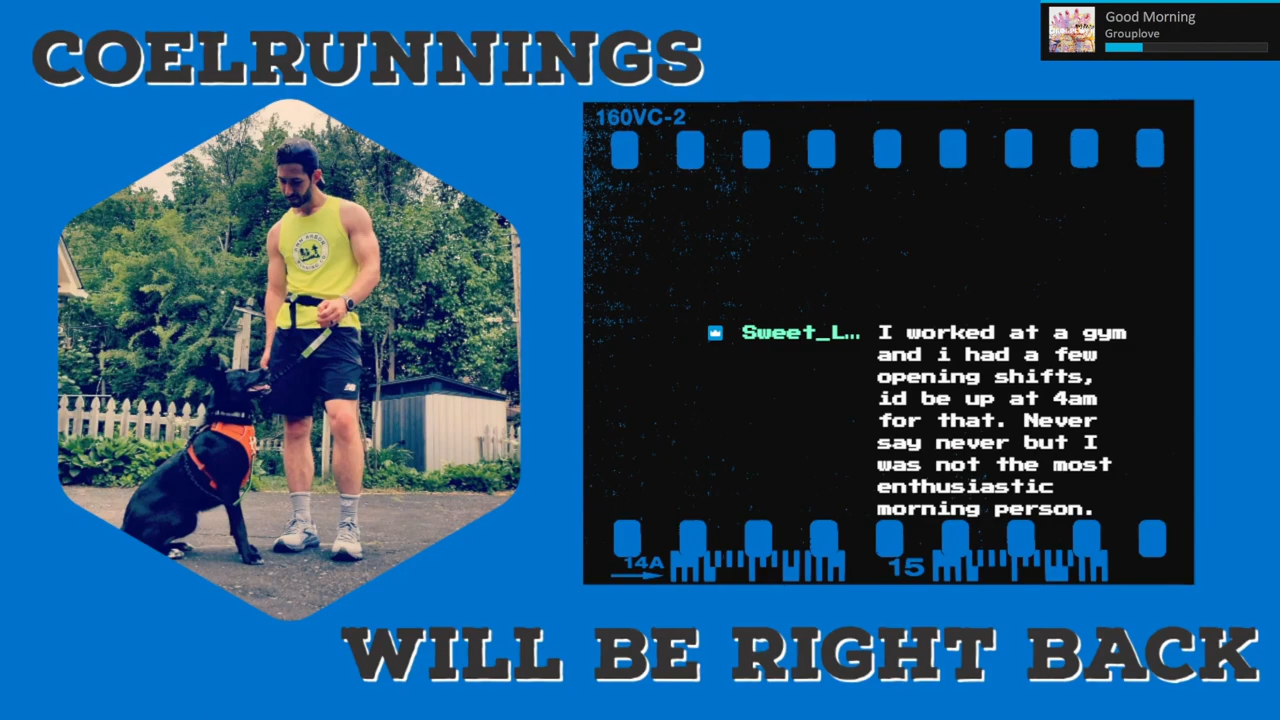 COELRUNNINGS
Good Morning
Grouplove
160VC-2
Sweet_L... I worked at a gym
and i had a few
opening shifts,
id be up at 4am
for that. Never
say never but I
was not the most
enthusiastic
morning person.
14A
15
WILL BE RIGHT BACK